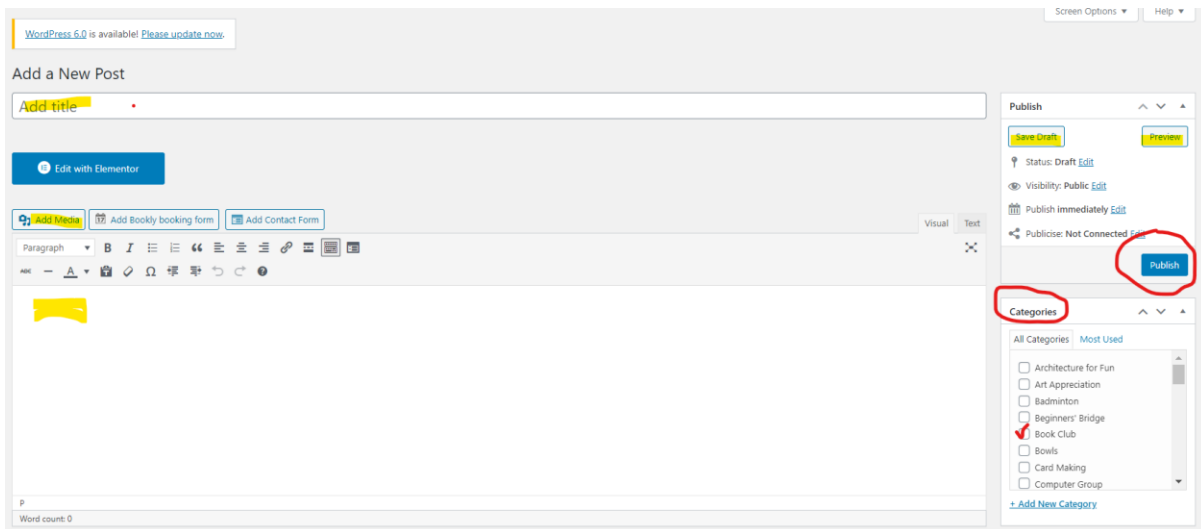 Screen Options Help
WordPress 6.0 is available! Please update now.
Add a New Post
Add title
Edit with Elementor
Add Media Add Bookly booking form Add Contact Form
Visual Text
Paragraph B I
ABC A Ω
P
Word count: 0
Publish
Save Draft Preview
Status: Draft Edit
Visibility: Public Edit
Publish immediately Edit
Publicise: Not Connected Edit
Publish
Categories
All Categories Most Used
Architecture for Fun
Art Appreciation
Badminton
Beginners' Bridge
Book Club
Bowls
Card Making
Computer Group
+ Add New Category